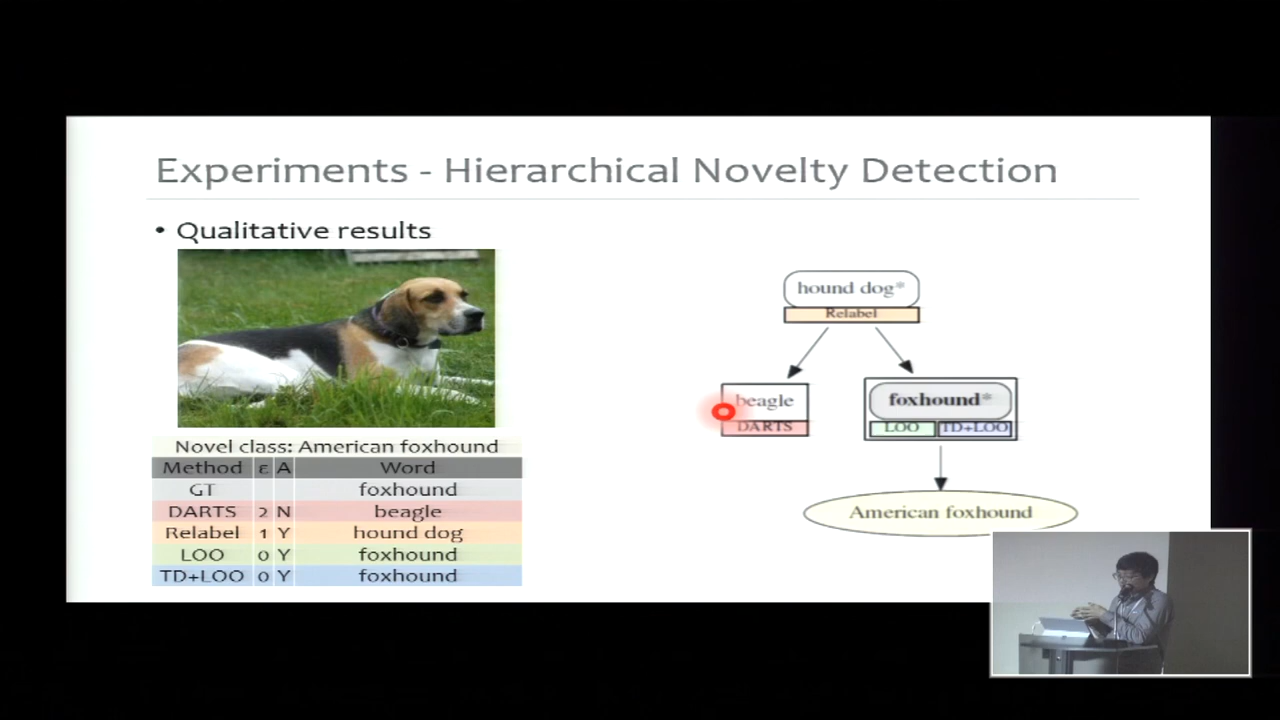 Experiments - Hierarchical Novelty Detection
• Qualitative results
Novel class: American foxhound
Method ε A Word
GT foxhound
DARTS 2 N beagle
Relabel 1 Y hound dog
LOO 0 Y foxhound
TD+LOO 0 Y foxhound
hound dog*
Relabel
beagle
DARTS
foxhound*
LOO TD+LOO
American foxhound